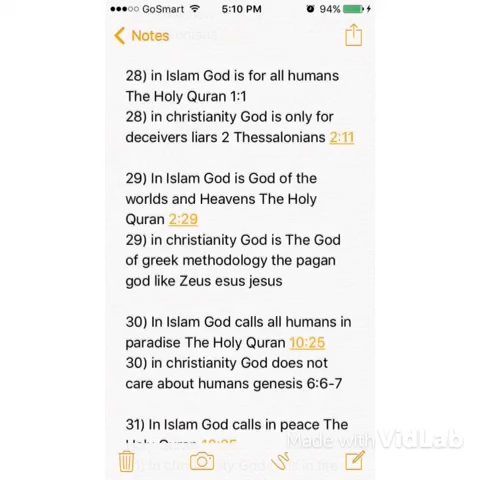 GoSmart 5:10 PM 94%
Notes
28) in Islam God is for all humans
The Holy Quran 1:1
28) in christianity God is only for
deceivers liars 2 Thessalonians 2:11
29) In Islam God is God of the
worlds and Heavens The Holy
Quran 2:29
29) in christianity God is The God
of greek methodology the pagan
god like Zeus esus jesus
30) In Islam God calls all humans in
paradise The Holy Quran 10:25
30) in christianity God does not
care about humans genesis 6:6-7
31) In Islam God calls in peace The
Holy Quran 10:25
Made with VidLab